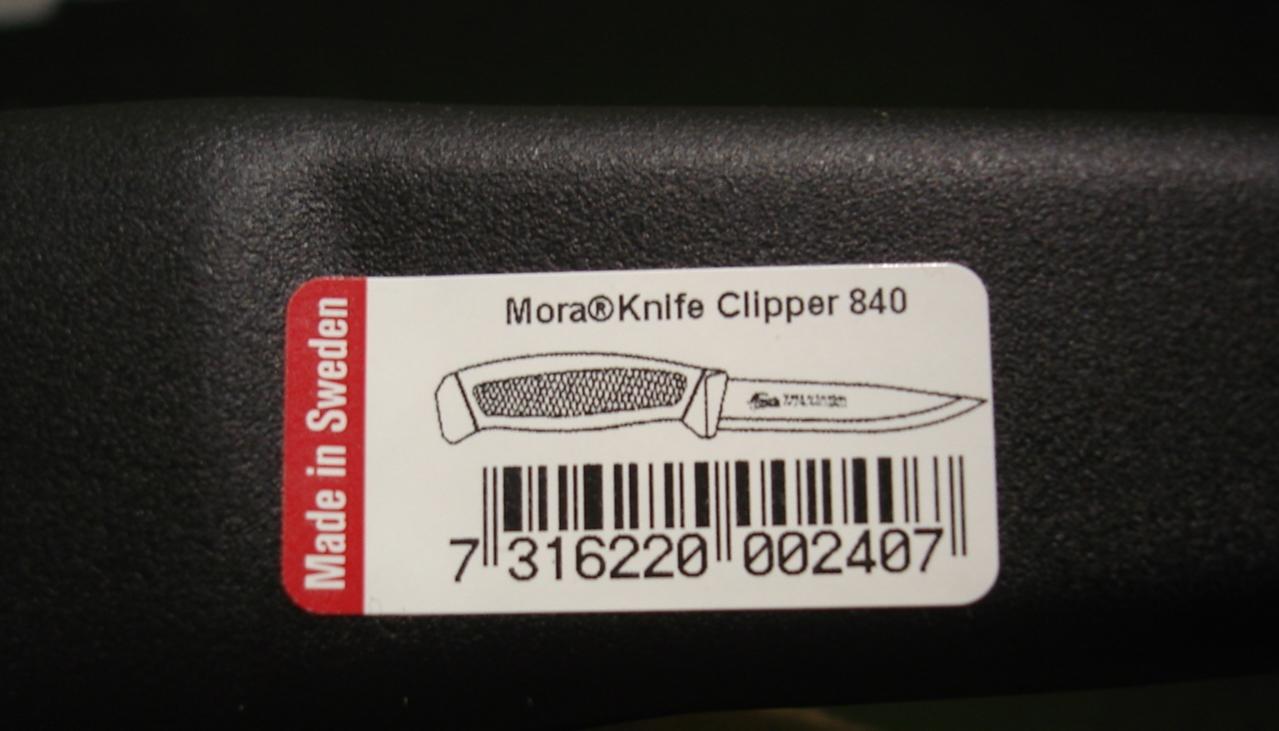 Made in Sweden
Mora®Knife Clipper 840
7 316220 002407